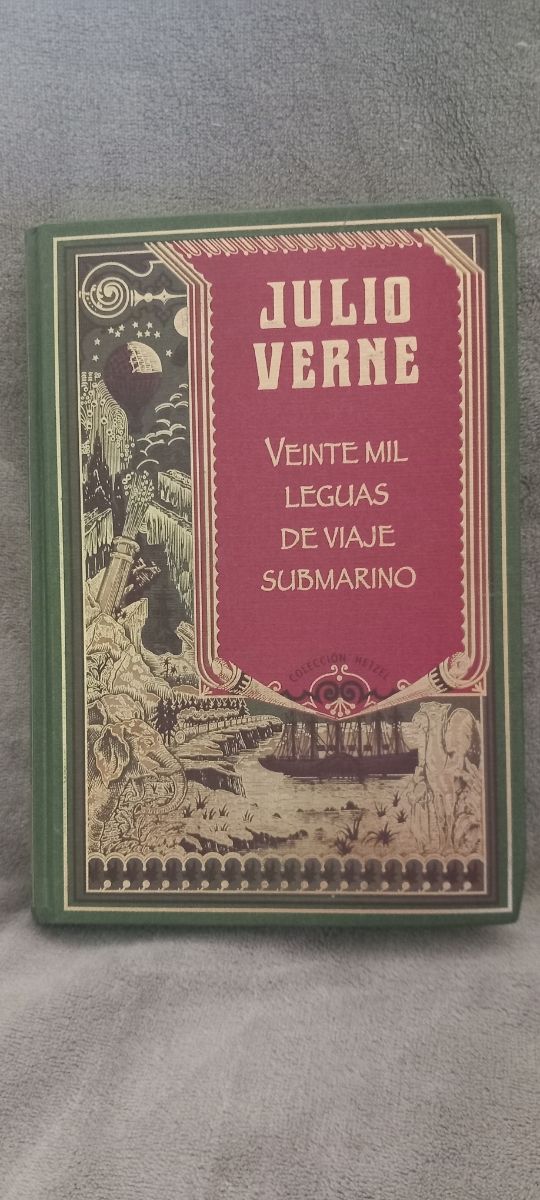 JULIO
VERNE
VEINTE MIL
LEGUAS
DE VIAJE
SUBMARINO
COLECCIÓN HETZEL